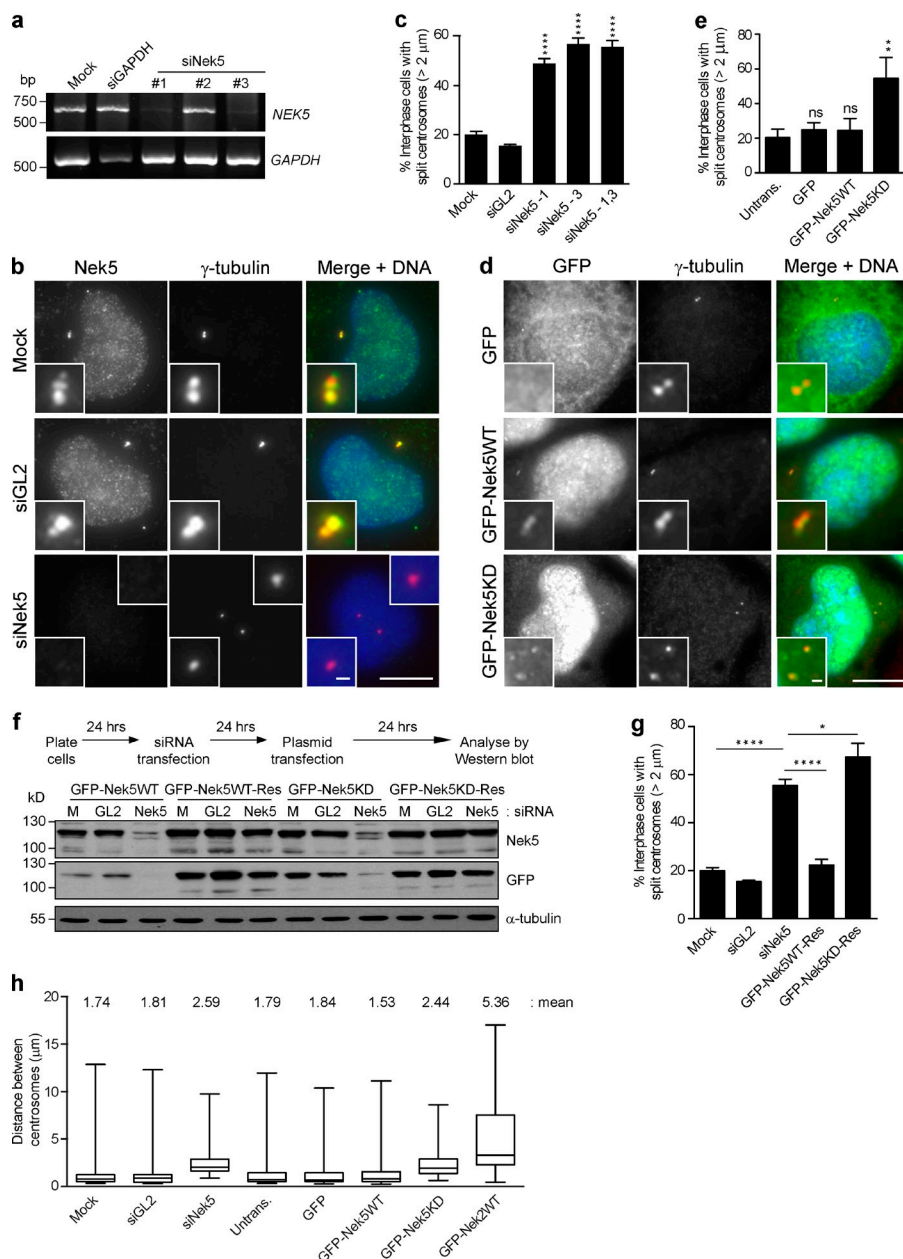 a
Mock
siGAPDH
siNek5
#1 #2 #3
bp
750
500
NEK5
500
GAPDH
c
% Interphase cells with
split centrosomes (> 2 μm)
80
60
40
20
0
****
****
****
Mock
siGL2
siNek5 -1
siNek5 - 3
siNek5 - 1,3
e
% Interphase cells with
split centrosomes (> 2 μm)
80
60
40
20
0
ns
ns
**
Untrans.
GFP
GFP-Nek5WT
GFP-Nek5KD
b
Nek5 γ-tubulin Merge + DNA
Mock
siGL2
siNek5
d
GFP γ-tubulin Merge + DNA
GFP
GFP-Nek5WT
GFP-Nek5KD
f
24 hrs 24 hrs 24 hrs
Plate
cells
siRNA
transfection
Plasmid
transfection
Analyse by
Western blot
GFP-Nek5WT GFP-Nek5WT-Res GFP-Nek5KD GFP-Nek5KD-Res
kD
M GL2 Nek5 M GL2 Nek5 M GL2 Nek5 M GL2 Nek5 : siRNA
130
100
Nek5
130
100
GFP
55
α-tubulin
g
% Interphase cells with
split centrosomes (> 2 μm)
80
60
40
20
0
****
****
*
Mock
siGL2
siNek5
GFP-Nek5WT-Res
GFP-Nek5KD-Res
h
Distance between
centrosomes (μm)
20
15
10
5
0
1.74 1.81 2.59 1.79 1.84 1.53 2.44 5.36 : mean
Mock
siGL2
siNek5
Untrans.
GFP
GFP-Nek5WT
GFP-Nek5KD
GFP-Nek2WT